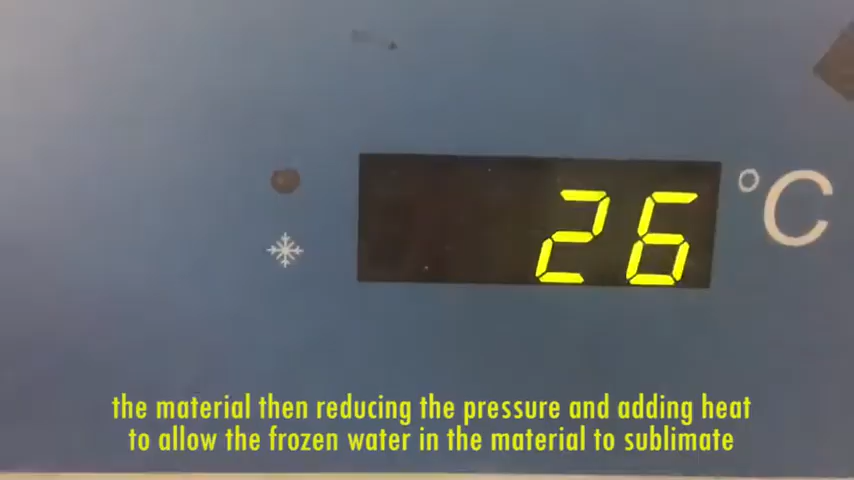 26 °C
the material then reducing the pressure and adding heat
to allow the frozen water in the material to sublimate